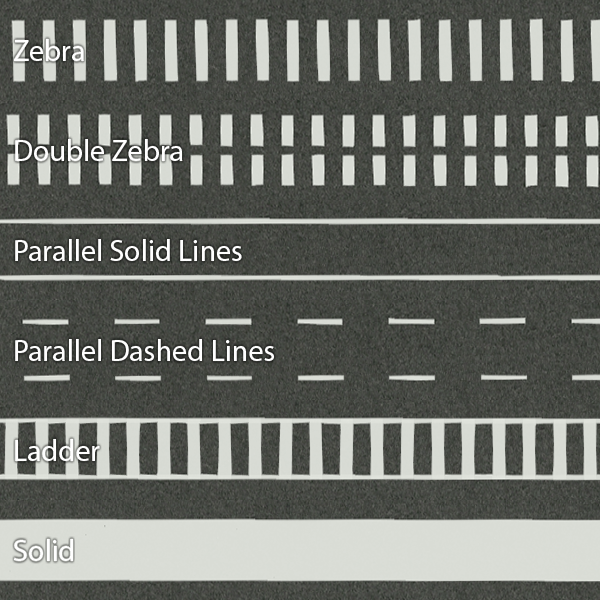 Zebra
Double Zebra
Parallel Solid Lines
Parallel Dashed Lines
Ladder
Solid